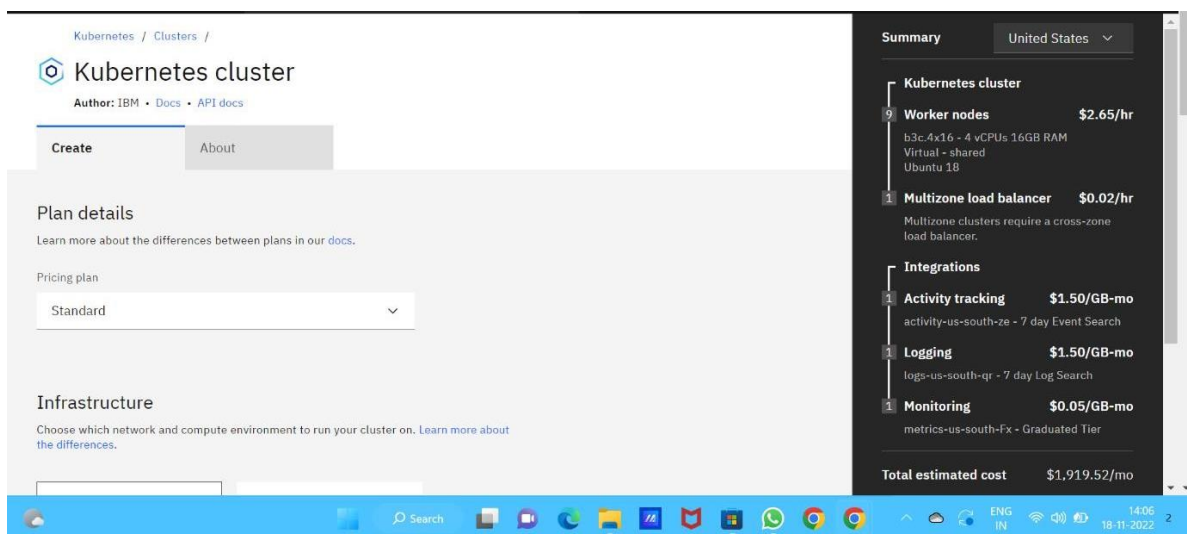 Kubernetes / Clusters /
Kubernetes cluster
Author: IBM • Docs • API docs
Create
About
Plan details
Learn more about the differences between plans in our docs.
Pricing plan
Standard
Infrastructure
Choose which network and compute environment to run your cluster on. Learn more about
the differences.
Summary
United States
Kubernetes cluster
9 Worker nodes $2.65/hr
b3c.4x16 - 4 vCPUs 16GB RAM
Virtual - shared
Ubuntu 18
1 Multizone load balancer $0.02/hr
Multizone clusters require a cross-zone
load balancer.
Integrations
1 Activity tracking $1.50/GB-mo
activity-us-south-ze - 7 day Event Search
1 Logging $1.50/GB-mo
logs-us-south-qr - 7 day Log Search
1 Monitoring $0.05/GB-mo
metrics-us-south-Fx - Graduated Tier
Total estimated cost $1,919.52/mo
Search
ENG
IN
14:06
18-11-2022
2